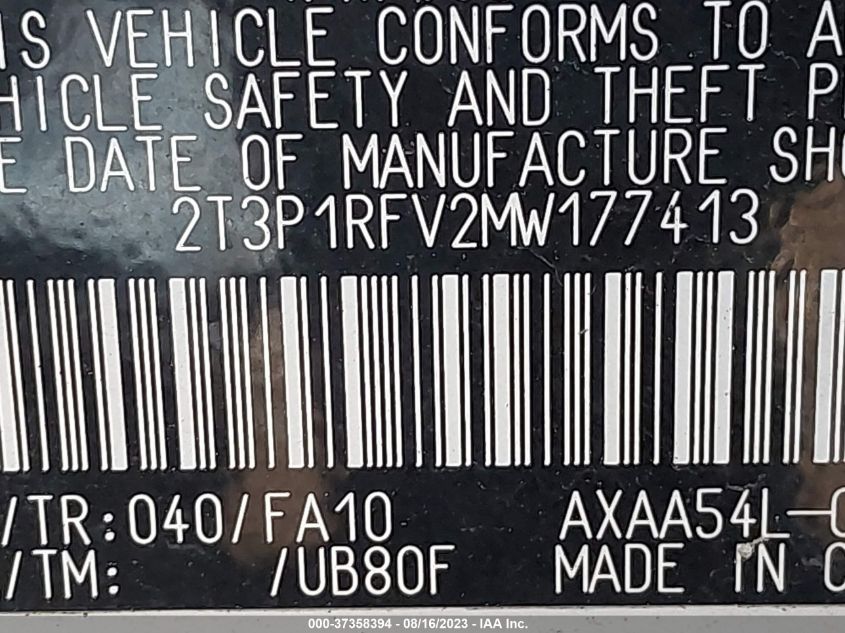 IS VEHICLE CONFORMS TO A
HICLE SAFETY AND THEFT P
E DATE OF MANUFACTURE SHO
2T3P1RFV2MW177413
/TR:040/FA10 AXAA54L-
/TM: /UB80F MADE IN C
000-37358394 - 08/16/2023 - IAA Inc.